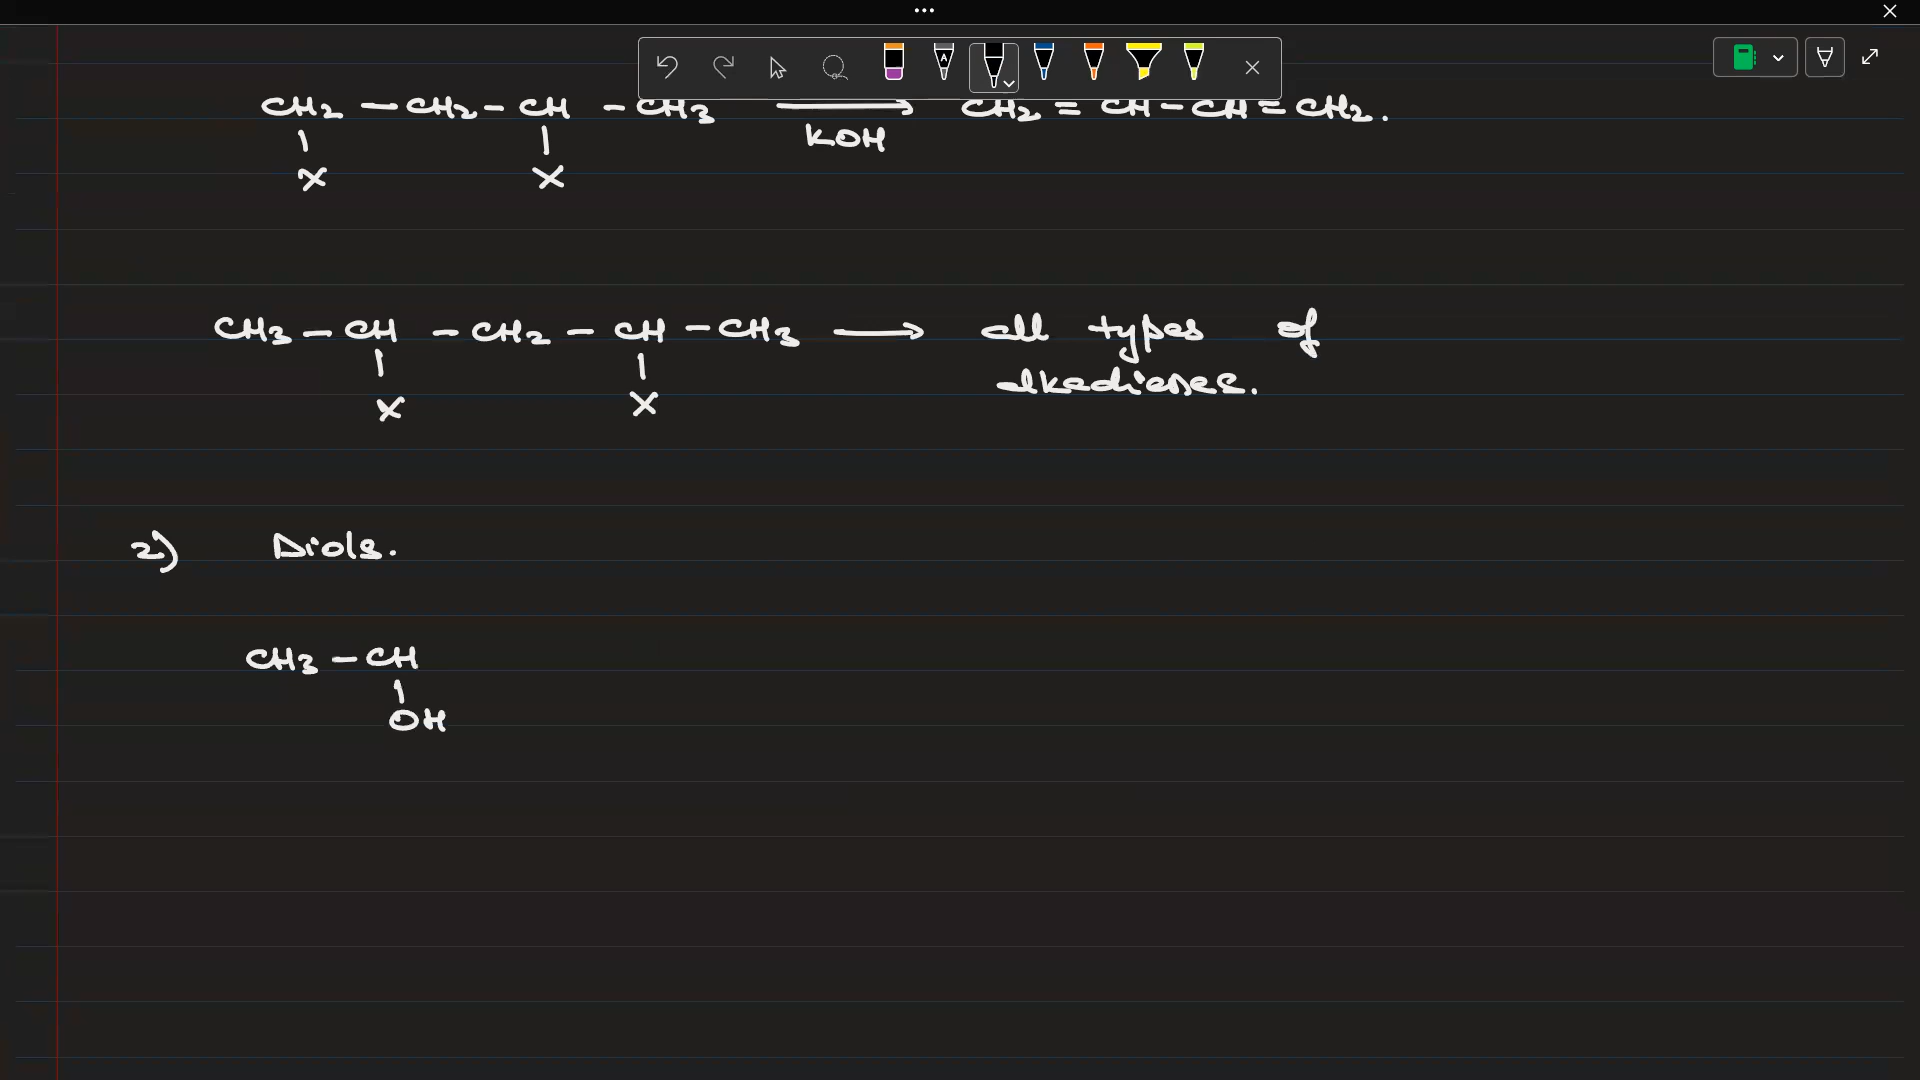 CH2 — CH2 — CH — CH3 ⟶ CH2 = CH — CH = CH2.
KOH
X X
CH3 — CH — CH2 — CH — CH3 ⟶ all types of
alkadienes.
X X
2) Diols.
CH3 — CH
OH